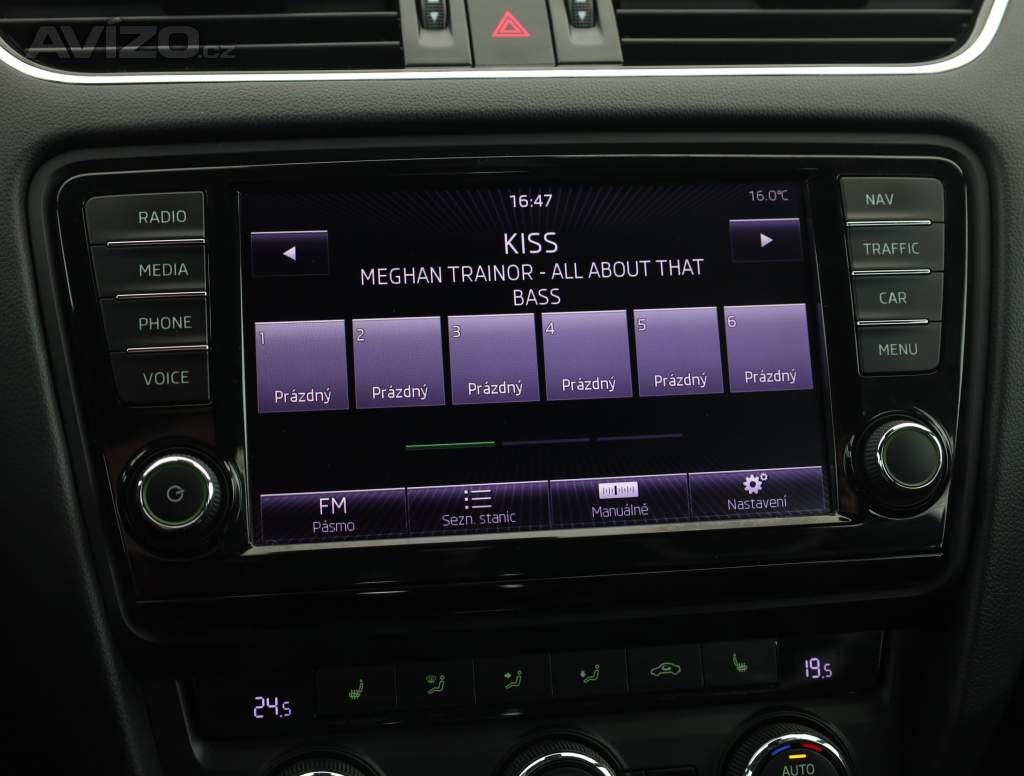 AVÍZO.cz
16:47
16.0°C
KISS
MEGHAN TRAINOR - ALL ABOUT THAT
BASS
1
2
3
4
5
6
Prázdný
Prázdný
Prázdný
Prázdný
Prázdný
Prázdný
FM
Pásmo
Sezn. stanic
Manuálně
Nastavení
RADIO
MEDIA
PHONE
VOICE
NAV
TRAFFIC
CAR
MENU
24.5
19.5
AUTO